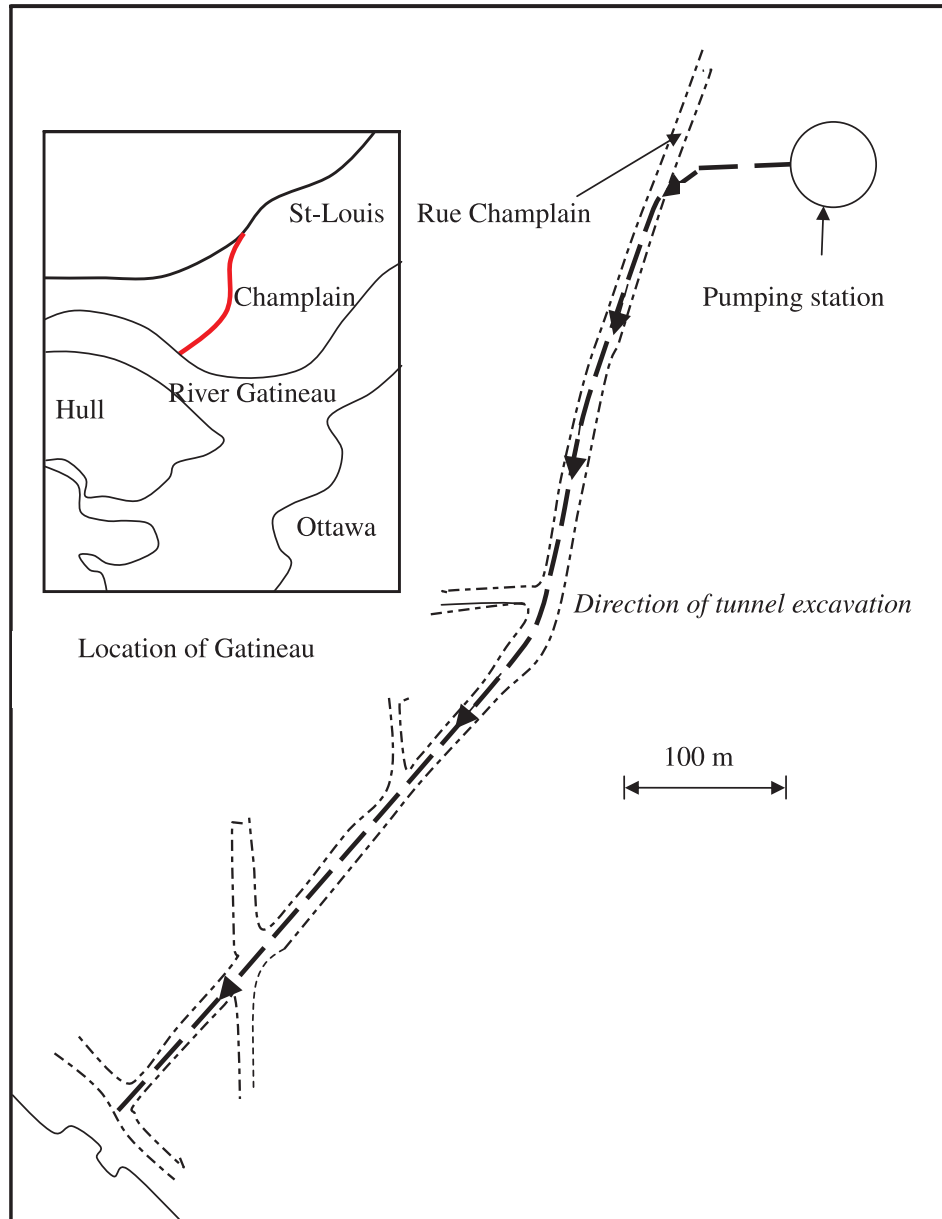 St-Louis
Rue Champlain
Pumping station
Champlain
River Gatineau
Hull
Ottawa
Direction of tunnel excavation
Location of Gatineau
100 m